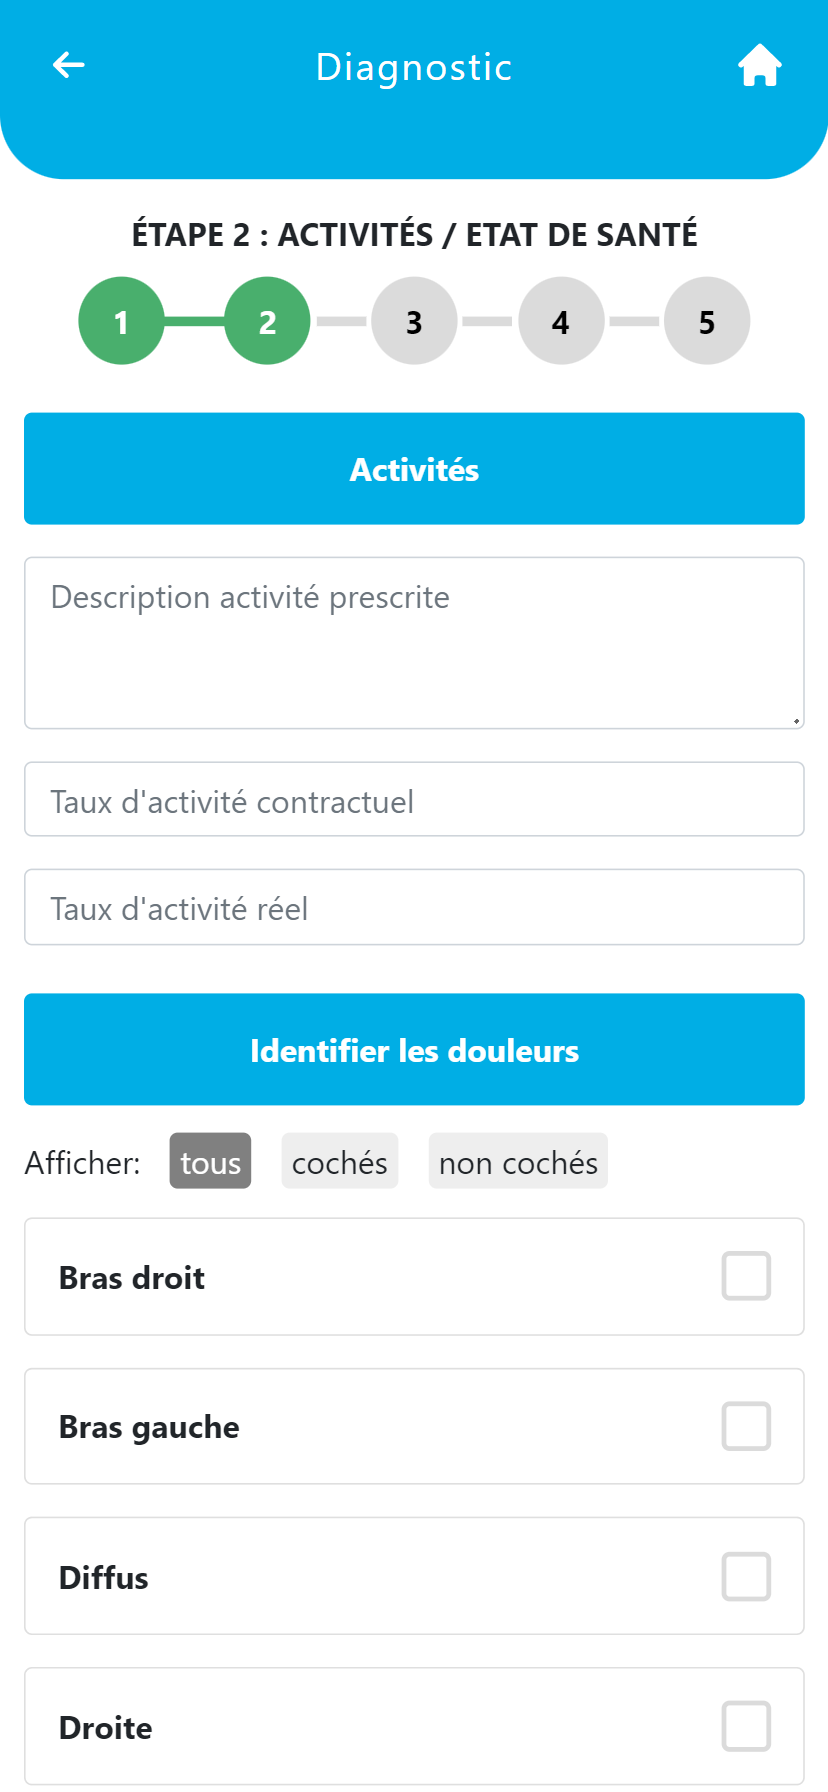 Diagnostic
ÉTAPE 2 : ACTIVITÉS / ETAT DE SANTÉ
1 2 3 4 5
Activités
Description activité prescrite
Taux d'activité contractuel
Taux d'activité réel
Identifier les douleurs
Afficher: tous cochés non cochés
Bras droit
Bras gauche
Diffus
Droite